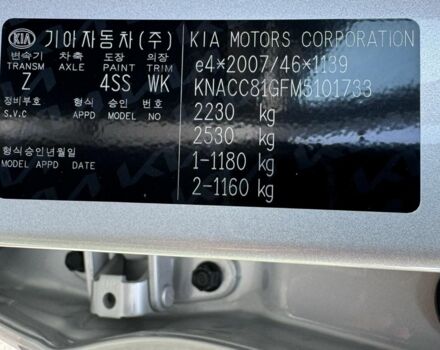 KIA 기아자동차(주)
변속기 차축 도장 의장
TRANSM AXLE PAINT TRIM
Z 4SS WK
정비부호 형식 승인 번호
S.V.C APPD MODEL NO
형식승인년월일
MODEL APPD DATE
KIA MOTORS CORPORATION
e4*2007/46*1139
KNACC81GFM5101733
2230 kg
2530 kg
1-1180 kg
2-1160 kg